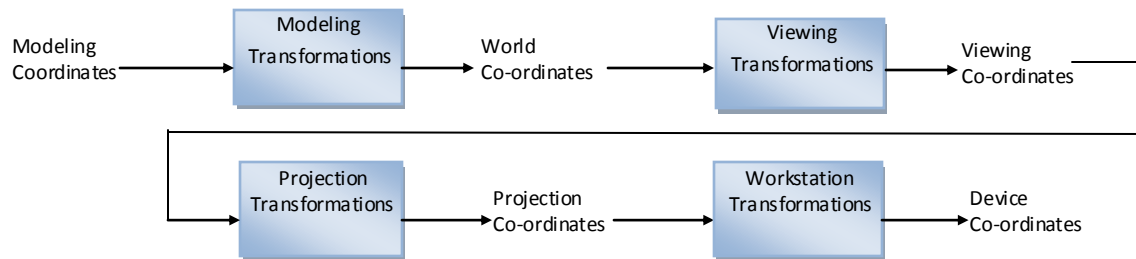 Modeling
Coordinates
Modeling
Transformations
World
Co-ordinates
Viewing
Transformations
Viewing
Co-ordinates
Projection
Transformations
Projection
Co-ordinates
Workstation
Transformations
Device
Co-ordinates